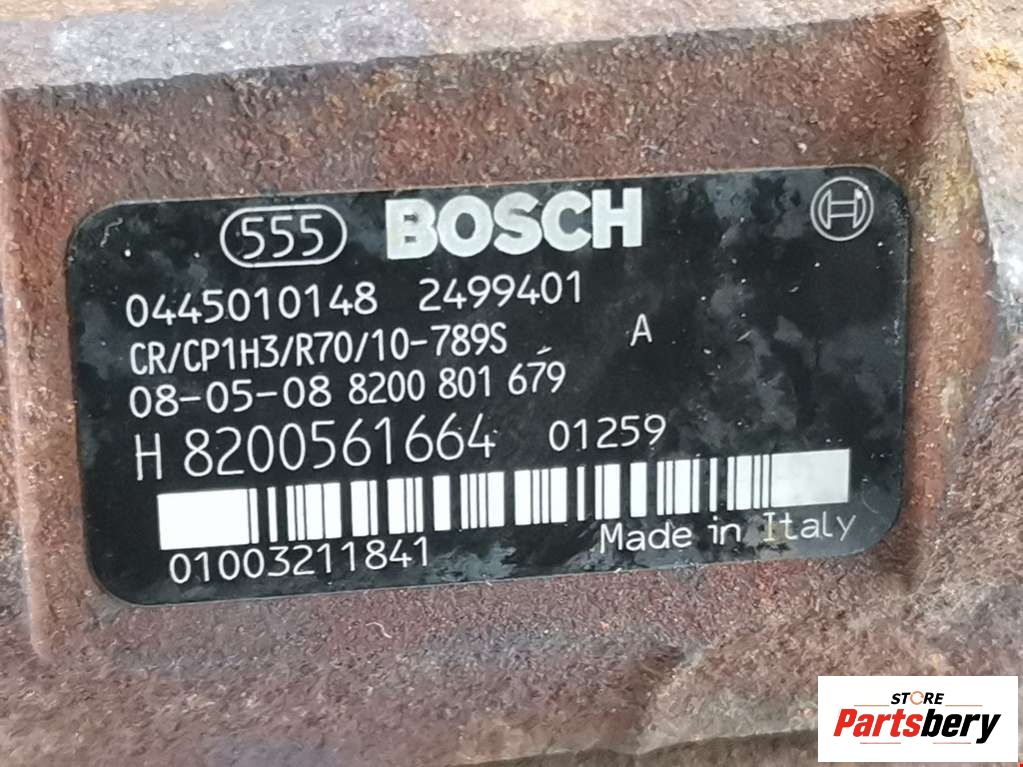 555 BOSCH
0445010148 2499401
CR/CP1H3/R70/10-789S A
08-05-08 8200 801 679
H 8200561664 01259
01003211841 Made in Italy
STORE
Partsbery